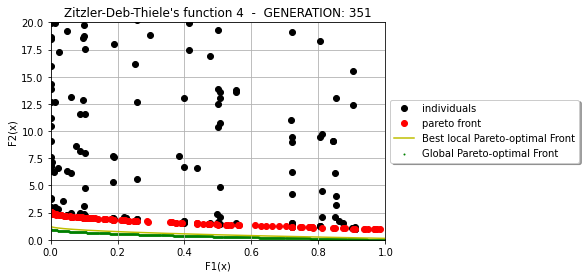 Zitzler-Deb-Thiele's function 4 - GENERATION: 351
20.0
17.5
15.0
12.5
10.0
7.5
5.0
2.5
0.0
F2(x)
0.0 0.2 0.4 0.6 0.8 1.0
F1(x)
individuals
pareto front
Best local Pareto-optimal Front
Global Pareto-optimal Front